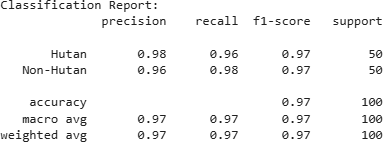 Classification Report:
precision recall f1-score support
Hutan 0.98 0.96 0.97 50
Non-Hutan 0.96 0.98 0.97 50
accuracy 0.97 100
macro avg 0.97 0.97 0.97 100
weighted avg 0.97 0.97 0.97 100